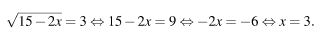 √15−2x = 3 ⇔ 15 − 2x = 9 ⇔ −2x = −6 ⇔ x = 3.